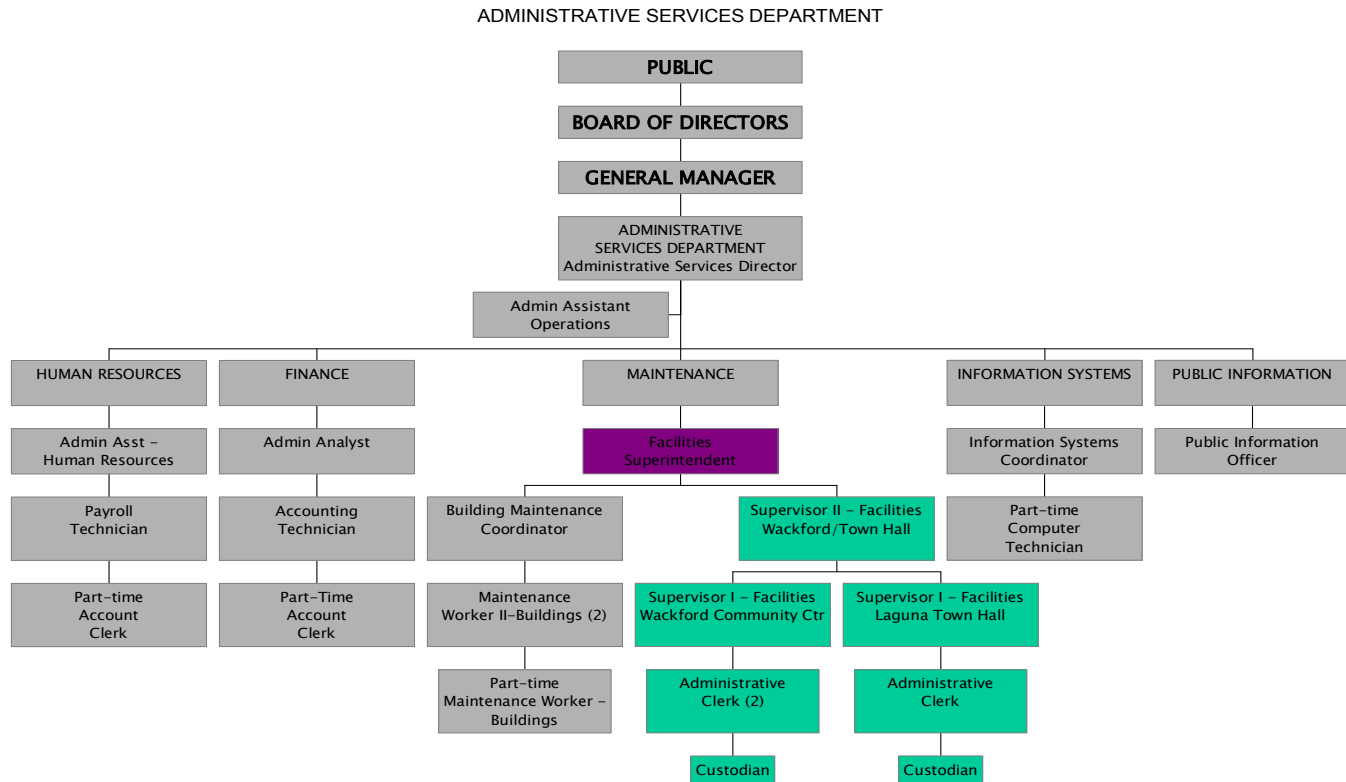 ADMINISTRATIVE SERVICES DEPARTMENT
PUBLIC
BOARD OF DIRECTORS
GENERAL MANAGER
ADMINISTRATIVE
SERVICES DEPARTMENT
Administrative Services Director
Admin Assistant
Operations
HUMAN RESOURCES
FINANCE
MAINTENANCE
INFORMATION SYSTEMS
PUBLIC INFORMATION
Admin Asst –
Human Resources
Admin Analyst
Facilities
Superintendent
Information Systems
Coordinator
Public Information
Officer
Payroll
Technician
Accounting
Technician
Building Maintenance
Coordinator
Supervisor II – Facilities
Wackford/Town Hall
Part-time
Computer
Technician
Part-time
Account
Clerk
Part-Time
Account
Clerk
Maintenance
Worker II-Buildings (2)
Supervisor I – Facilities
Wackford Community Ctr
Supervisor I – Facilities
Laguna Town Hall
Part-time
Maintenance Worker –
Buildings
Administrative
Clerk (2)
Administrative
Clerk
Custodian
Custodian